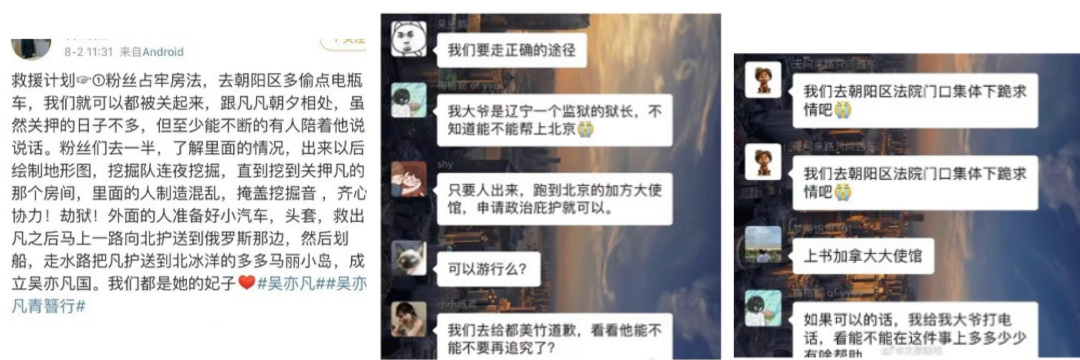 8-2 11:31 来自Android
救援计划☞①粉丝占牢房法，去朝阳区多偷点电瓶
车，我们就可以都被关起来，跟凡凡朝夕相处，虽
然关押的日子不多，但至少能不断的有人陪着他说
说话。粉丝们去一半，了解里面的情况，出来以后
绘制地形图，挖掘队连夜挖掘，直到挖到关押凡的
那个房间，里面的人制造混乱，掩盖挖掘音，齐心
协力！劫狱！外面的人准备好小汽车，头套，救出
凡之后马上一路向北护送到俄罗斯那边，然后划
船，走水路把凡护送到北冰洋的多多马丽小岛，成
立吴亦凡国。我们都是她的妃子❤#吴亦凡##吴亦
凡青簪行#
我们要走正确的途径
我大爷是辽宁一个监狱的狱长，不
知道能不能帮上北京😭
shy
只要人出来，跑到北京的加方大使
馆，申请政治庇护就可以。
可以游行么？
我们去给都美竹道歉，看看他能不
能不要再追究了？
我们去朝阳区法院门口集体下跪求
情吧😭
我们去朝阳区法院门口集体下跪求
情吧😭
上书加拿大大使馆
如果可以的话，我给我大爷打电
话，看能不能在这件事上多多少少
有啥帮助